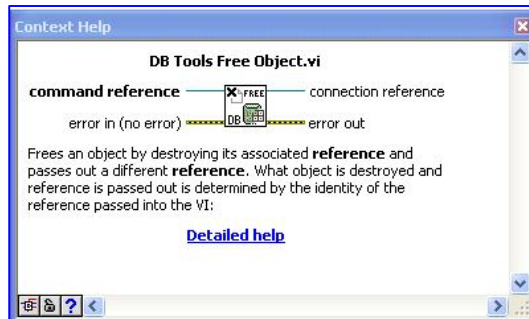 Context Help
DB Tools Free Object.vi
command reference
FREE
connection reference
error in (no error)
DB
error out
Frees an object by destroying its associated reference and
passes out a different reference. What object is destroyed and
reference is passed out is determined by the identity of the
reference passed into the VI:
Detailed help
?